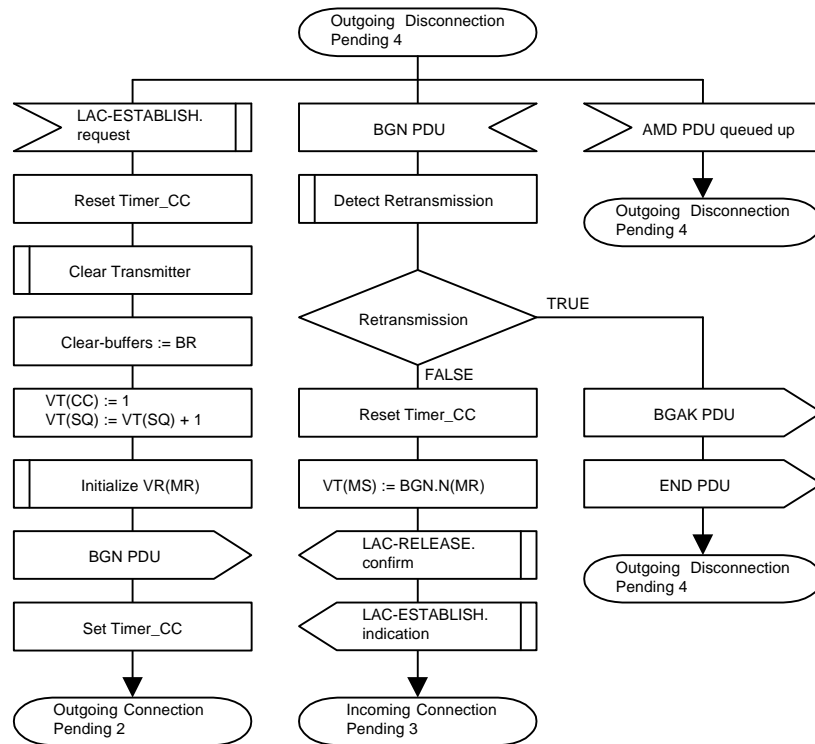 Outgoing Disconnection
Pending 4
LAC-ESTABLISH.
request
Reset Timer_CC
Clear Transmitter
Clear-buffers := BR
VT(CC) := 1
VT(SQ) := VT(SQ) + 1
Initialize VR(MR)
BGN PDU
Set Timer_CC
Outgoing Connection
Pending 2
BGN PDU
Detect Retransmission
Retransmission
TRUE
FALSE
Reset Timer_CC
VT(MS) := BGN.N(MR)
LAC-RELEASE.
confirm
LAC-ESTABLISH.
indication
Incoming Connection
Pending 3
AMD PDU queued up
Outgoing Disconnection
Pending 4
BGAK PDU
END PDU
Outgoing Disconnection
Pending 4